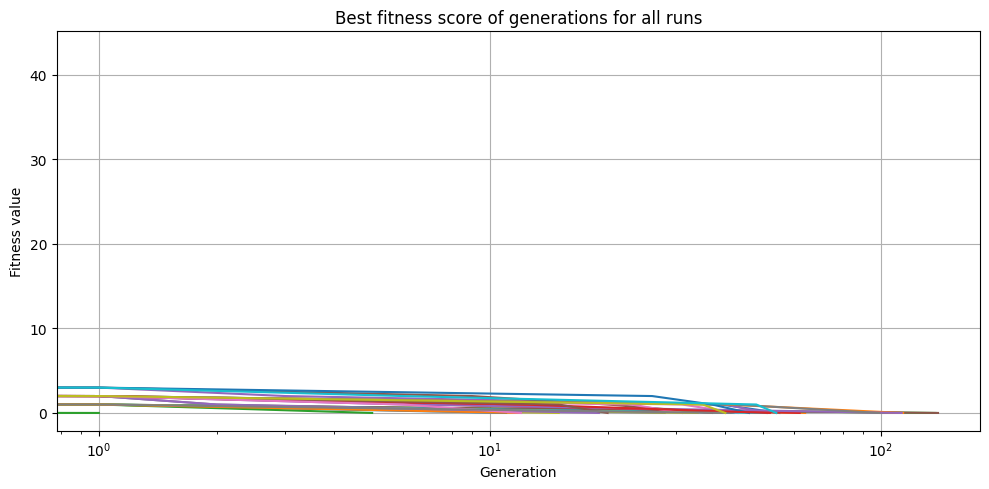 Best fitness score of generations for all runs
Fitness value
40
30
20
10
0
10⁰
10¹
10²
Generation